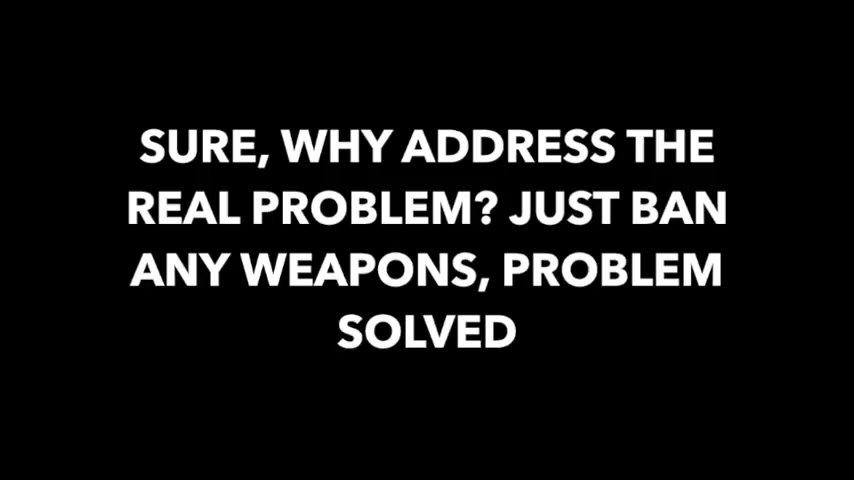 SURE, WHY ADDRESS THE
REAL PROBLEM? JUST BAN
ANY WEAPONS, PROBLEM
SOLVED